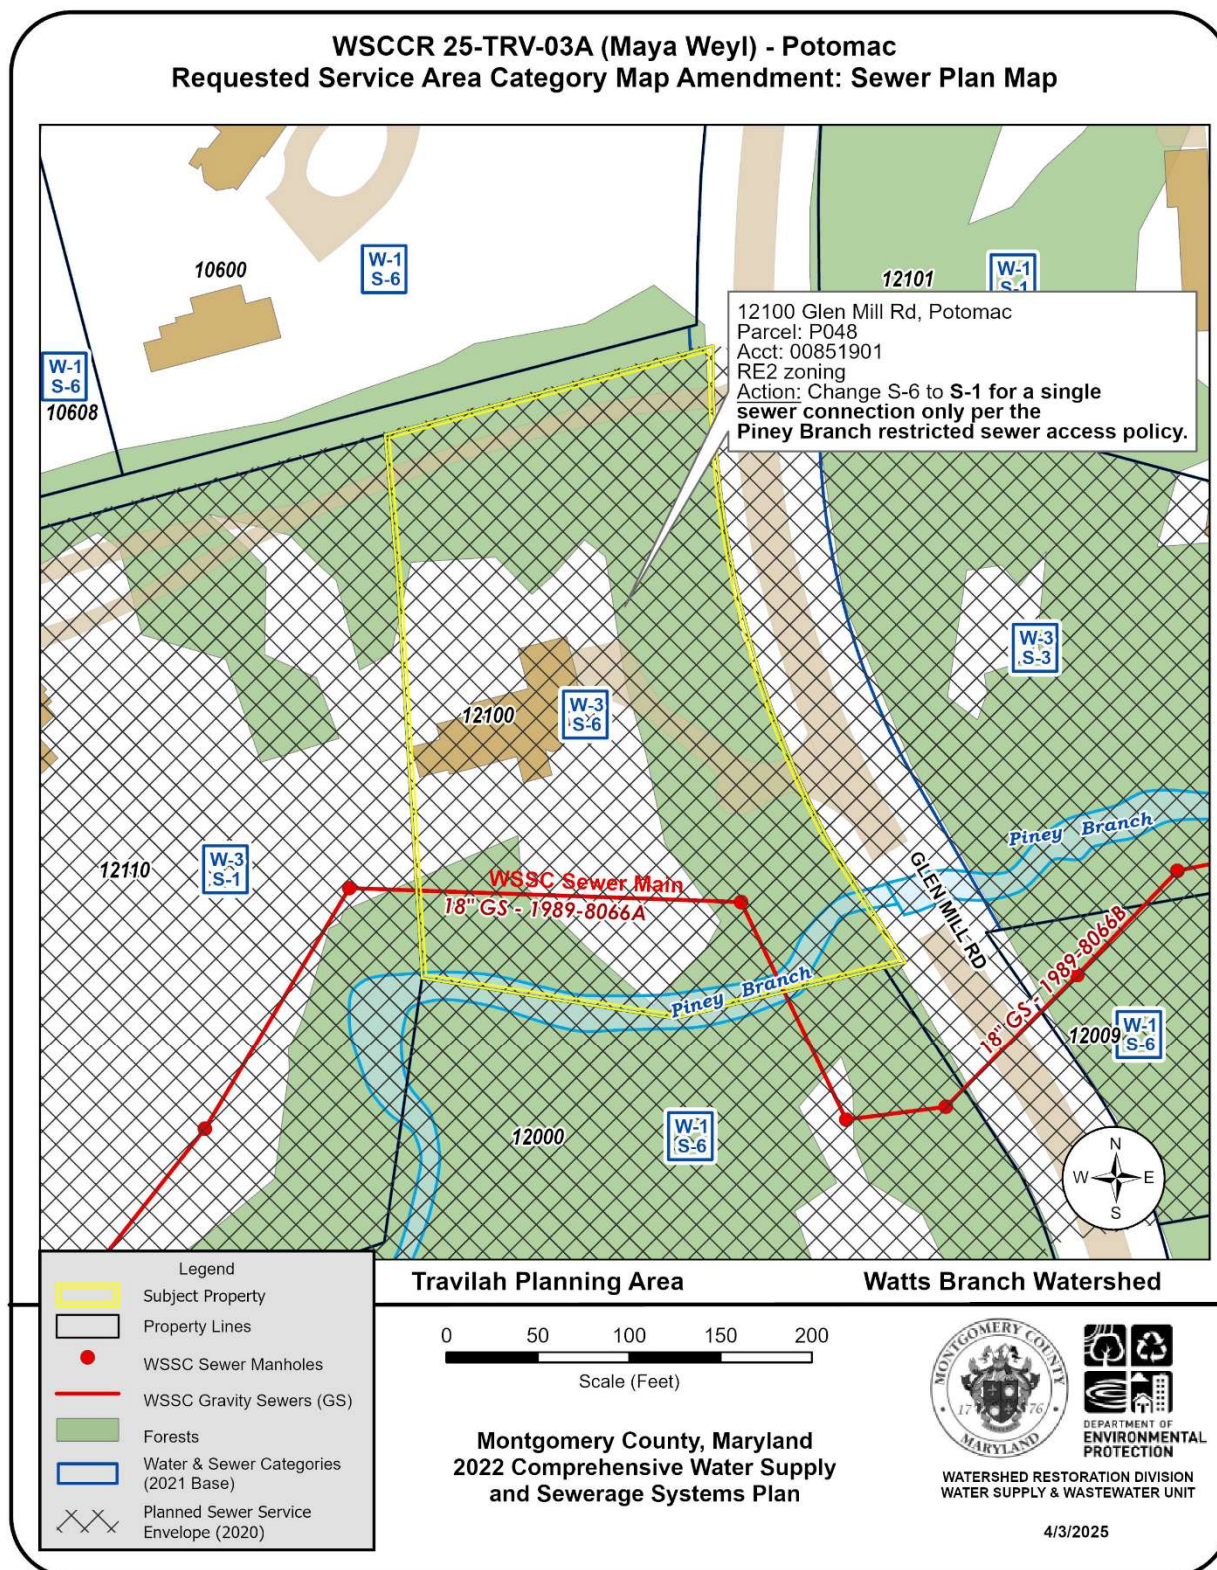 WSCCR 25-TRV-03A (Maya Weyl) - Potomac
Requested Service Area Category Map Amendment: Sewer Plan Map
10600
W-1
S-6
12101
W-1
S-1
W-1
S-6
10608
12100 Glen Mill Rd, Potomac
Parcel: P048
Acct: 00851901
RE2 zoning
Action: Change S-6 to S-1 for a single
sewer connection only per the
Piney Branch restricted sewer access policy.
W-3
S-3
12100
W-3
S-6
Piney Branch
12110
W-3
S-1
WSSC Sewer Main
18" GS - 1989-8066A
GLEN MILL RD
Piney Branch
18" GS - 1989-8066B
12009
W-1
S-6
12000
W-1
S-6
N
W E
S
Legend
Subject Property
Property Lines
WSSC Sewer Manholes
WSSC Gravity Sewers (GS)
Forests
Water & Sewer Categories
(2021 Base)
Planned Sewer Service
Envelope (2020)
Travilah Planning Area
Watts Branch Watershed
0 50 100 150 200
Scale (Feet)
Montgomery County, Maryland
2022 Comprehensive Water Supply
and Sewerage Systems Plan
MONTGOMERY COUNTY
17 76
MARYLAND
DEPARTMENT OF
ENVIRONMENTAL
PROTECTION
WATERSHED RESTORATION DIVISION
WATER SUPPLY & WASTEWATER UNIT
4/3/2025